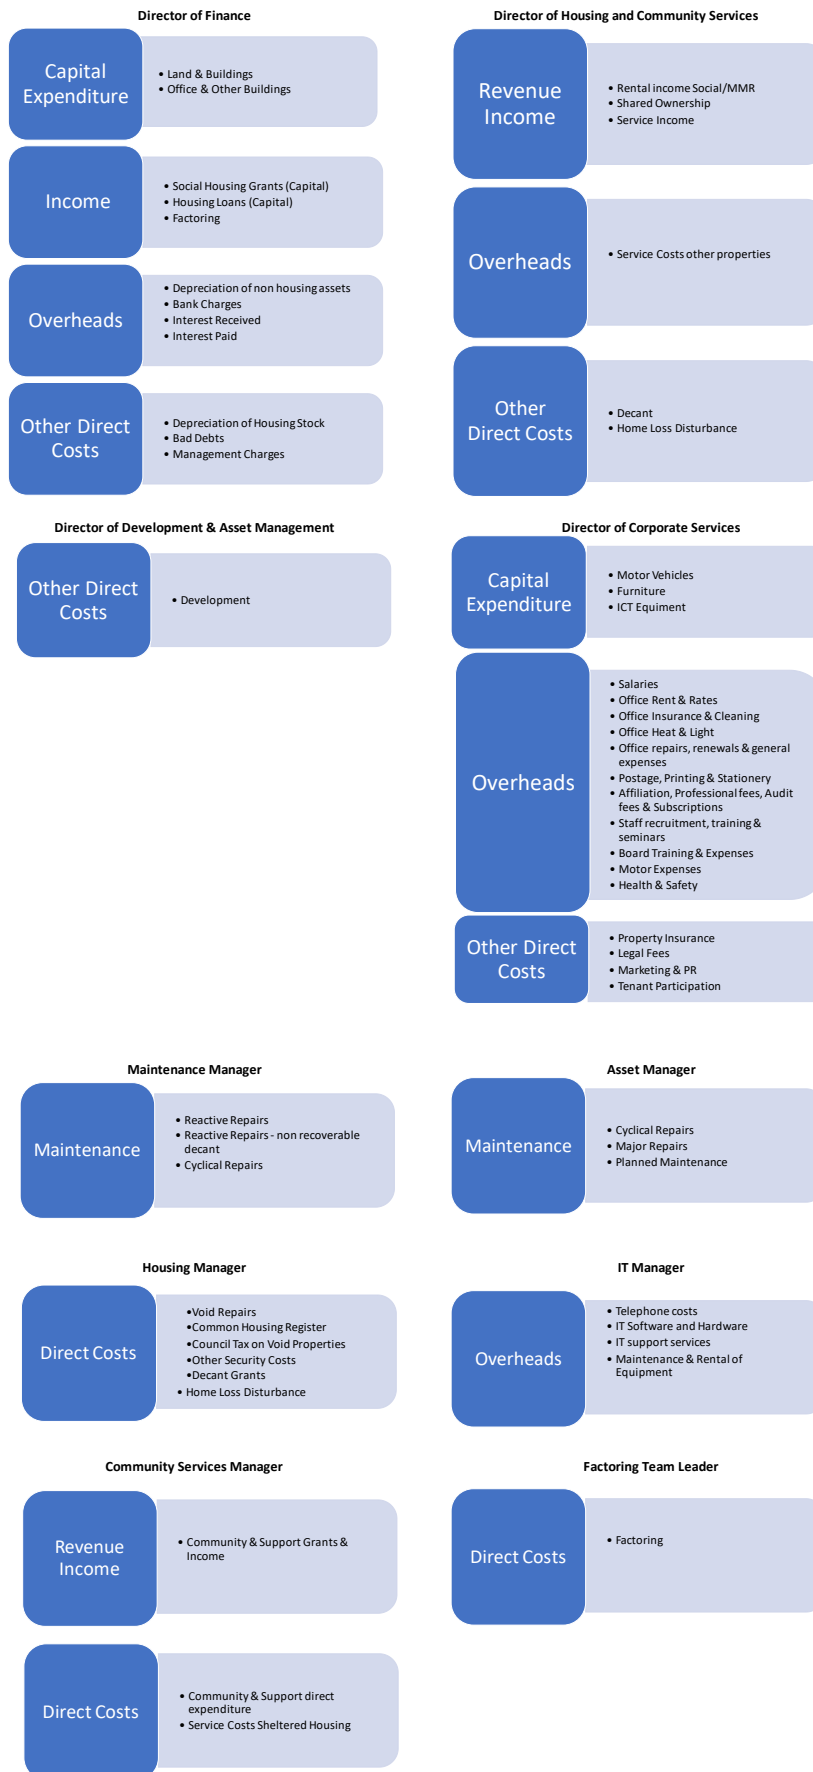 Director of Finance
Capital
Expenditure
• Land & Buildings
• Office & Other Buildings
Income
• Social Housing Grants (Capital)
• Housing Loans (Capital)
• Factoring
Overheads
• Depreciation of non housing assets
• Bank Charges
• Interest Received
• Interest Paid
Other Direct
Costs
• Depreciation of Housing Stock
• Bad Debts
• Management Charges
Director of Housing and Community Services
Revenue
Income
• Rental income Social/MMR
• Shared Ownership
• Service Income
Overheads
• Service Costs other properties
Other
Direct Costs
• Decant
• Home Loss Disturbance
Director of Development & Asset Management
Other Direct
Costs
• Development
Director of Corporate Services
Capital
Expenditure
• Motor Vehicles
• Furniture
• ICT Equiment
Overheads
• Salaries
• Office Rent & Rates
• Office Insurance & Cleaning
• Office Heat & Light
• Office repairs, renewals & general
expenses
• Postage, Printing & Stationery
• Affiliation, Professional fees, Audit
fees & Subscriptions
• Staff recruitment, training &
seminars
• Board Training & Expenses
• Motor Expenses
• Health & Safety
Other Direct
Costs
• Property Insurance
• Legal Fees
• Marketing & PR
• Tenant Participation
Maintenance Manager
Maintenance
• Reactive Repairs
• Reactive Repairs - non recoverable
decant
• Cyclical Repairs
Asset Manager
Maintenance
• Cyclical Repairs
• Major Repairs
• Planned Maintenance
Housing Manager
Direct Costs
•Void Repairs
•Common Housing Register
•Council Tax on Void Properties
•Other Security Costs
•Decant Grants
• Home Loss Disturbance
IT Manager
Overheads
• Telephone costs
• IT Software and Hardware
• IT support services
• Maintenance & Rental of
Equipment
Community Services Manager
Revenue
Income
• Community & Support Grants &
Income
Direct Costs
• Community & Support direct
expenditure
• Service Costs Sheltered Housing
Factoring Team Leader
Direct Costs
• Factoring